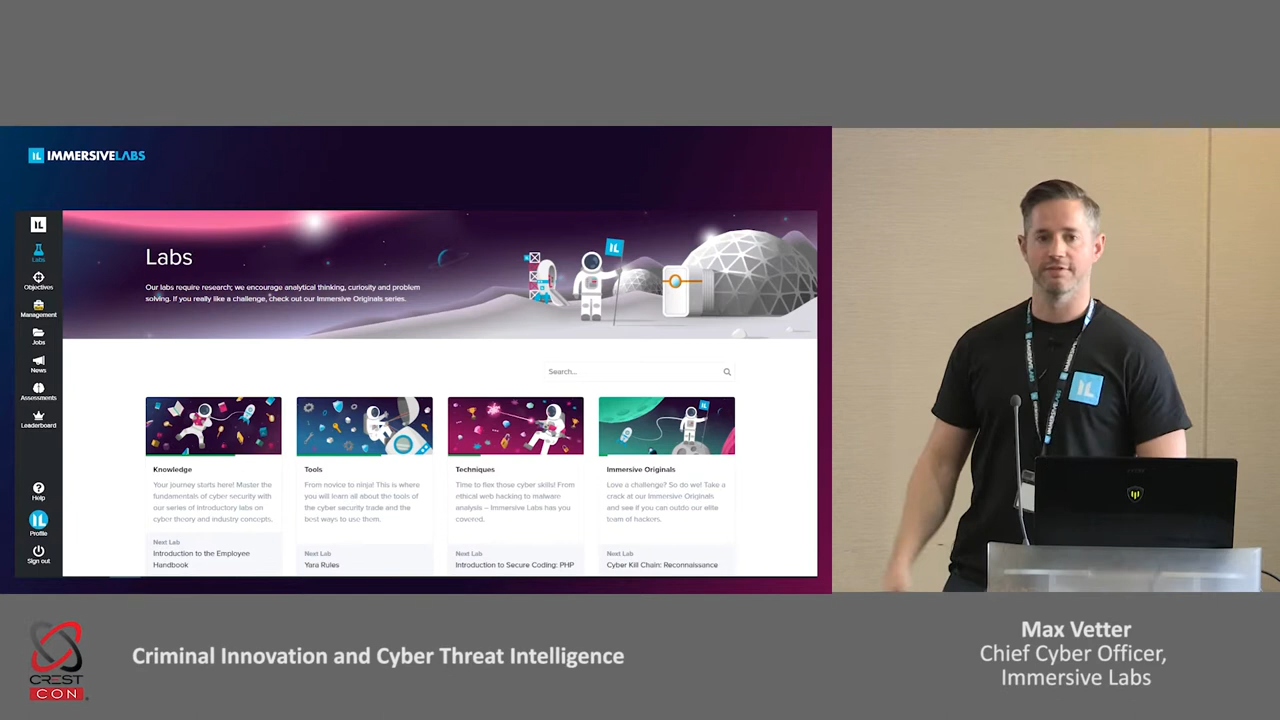 IL IMMERSIVELABS
IL
Labs
Objectives
Management
Jobs
News
Assessments
Leaderboard
Help
IL
Profile
Sign out
Labs
Our labs require research; we encourage analytical thinking, curiosity and problem
solving. If you really like a challenge, check out our Immersive Originals series.
IL
Search...
Knowledge
Your journey starts here! Master the
fundamentals of cyber security with
our series of introductory labs on
cyber theory and industry concepts.
Next Lab
Introduction to the Employee
Handbook
Tools
From novice to ninja! This is where
you will learn all about the tools of
the cyber security trade and the
best ways to use them.
Next Lab
Yara Rules
Techniques
Time to flex those cyber skills! From
ethical web hacking to malware
analysis – Immersive Labs has you
covered.
Next Lab
Introduction to Secure Coding: PHP
IL
Immersive Originals
Love a challenge? So do we! Take a
crack at our Immersive Originals
and see if you can outdo our elite
team of hackers.
Next Lab
Cyber Kill Chain: Reconnaissance
IL
CREST
CON
Criminal Innovation and Cyber Threat Intelligence
Max Vetter
Chief Cyber Officer,
Immersive Labs